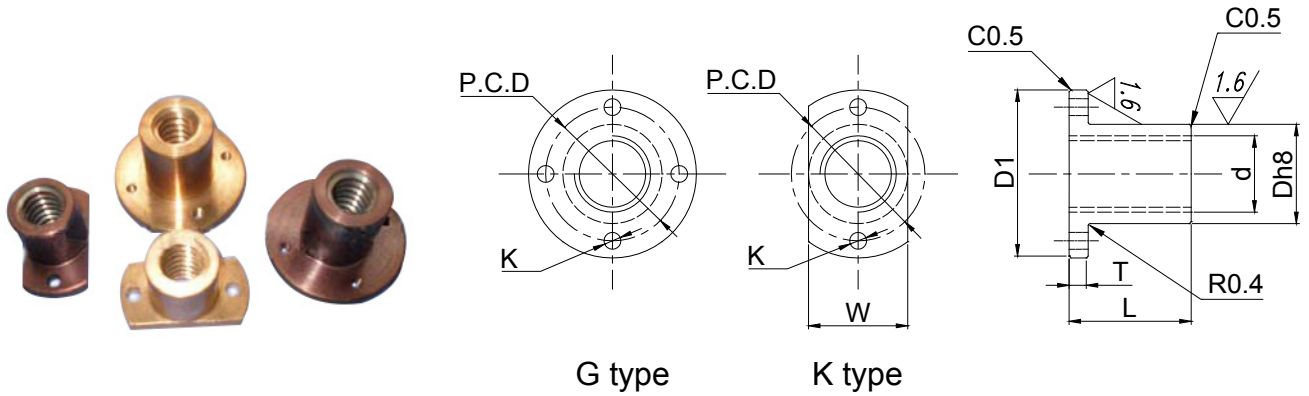 P.C.D
K
G type
P.C.D
K
W
K type
C0.5
C0.5
1.6
1.6
D1
d
Dh8
T
R0.4
L